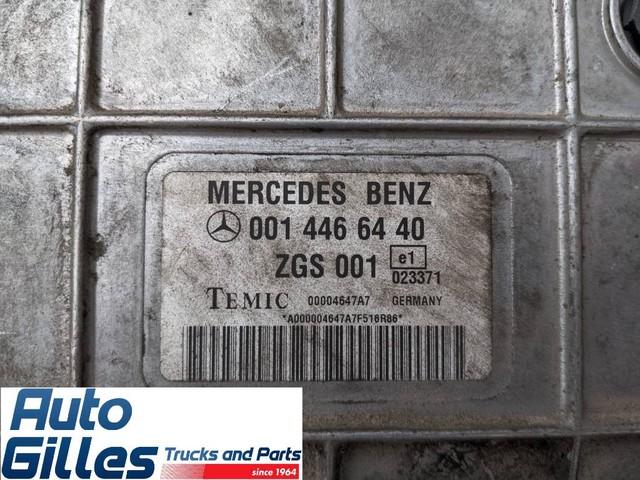 MERCEDES BENZ
001 446 64 40
ZGS 001 e1
023371
TEMIC 00004647A7 GERMANY
*A000004647A7F516R86*
Auto
Gilles
Trucks and Parts
since 1964